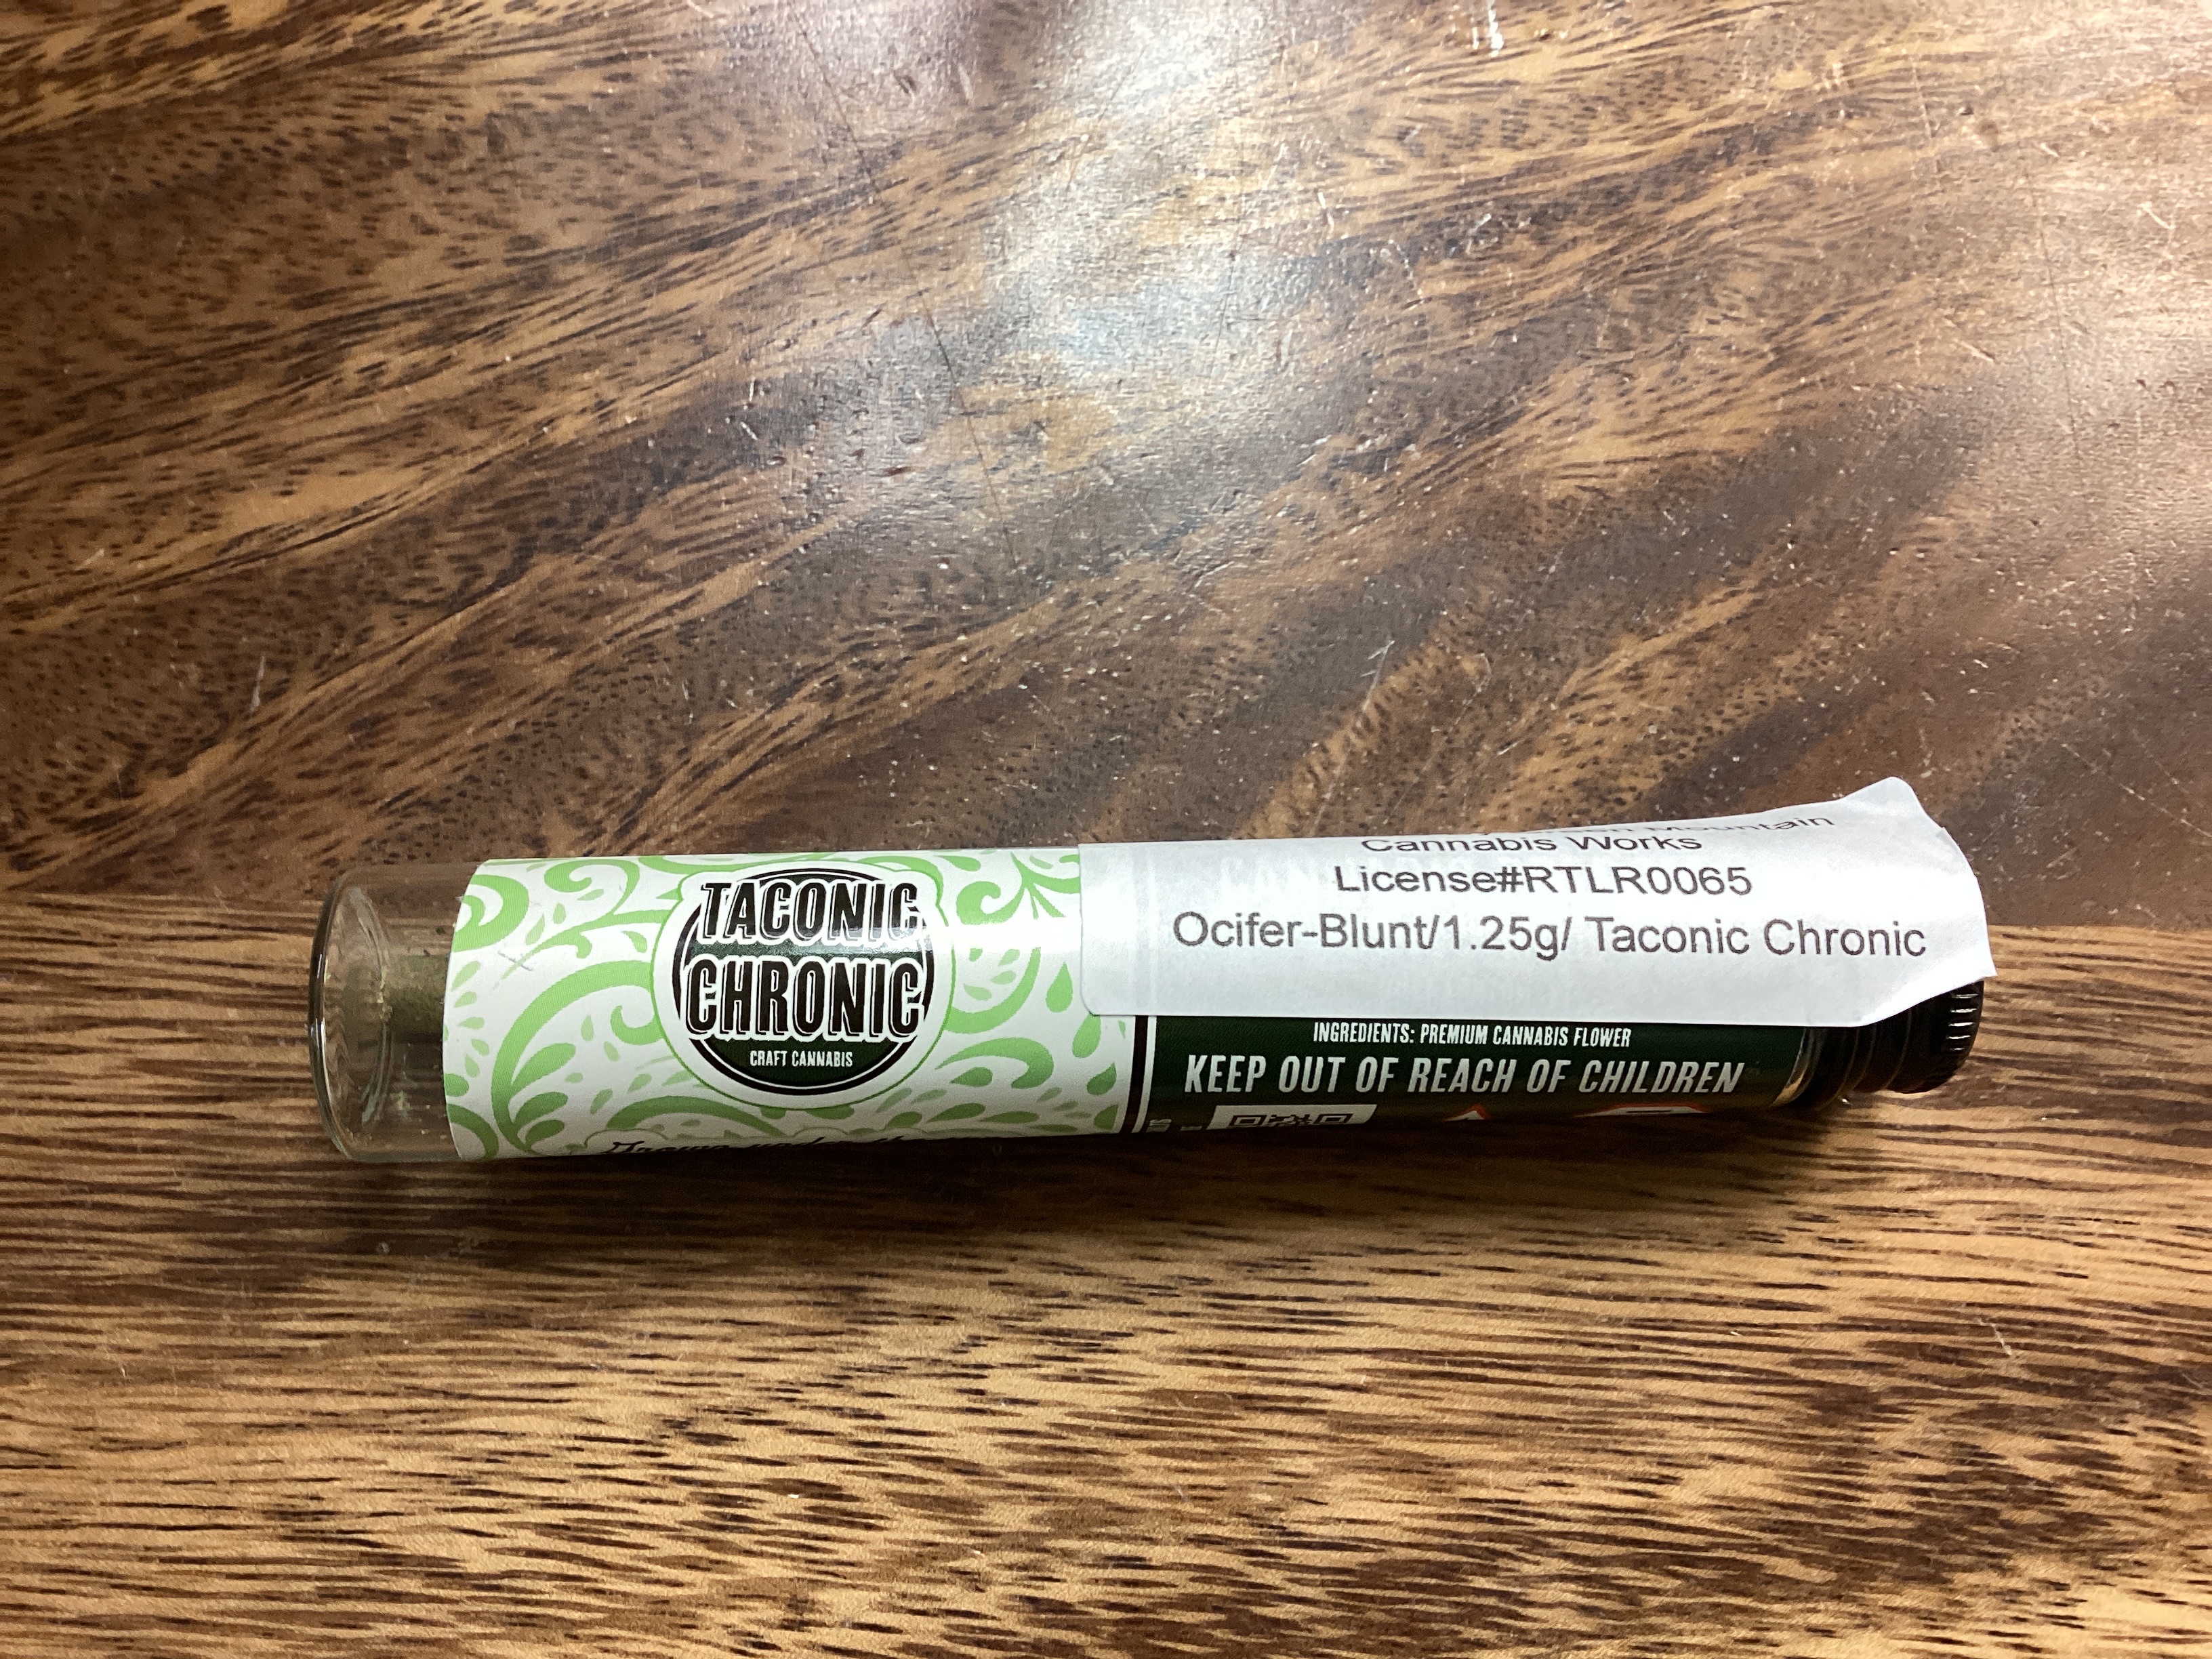 TACONIC
CHRONIC
CRAFT CANNABIS
Mountain
Cannabis Works
License#RTLR0065
Ocifer-Blunt/1.25g/ Taconic Chronic
INGREDIENTS: PREMIUM CANNABIS FLOWER
KEEP OUT OF REACH OF CHILDREN